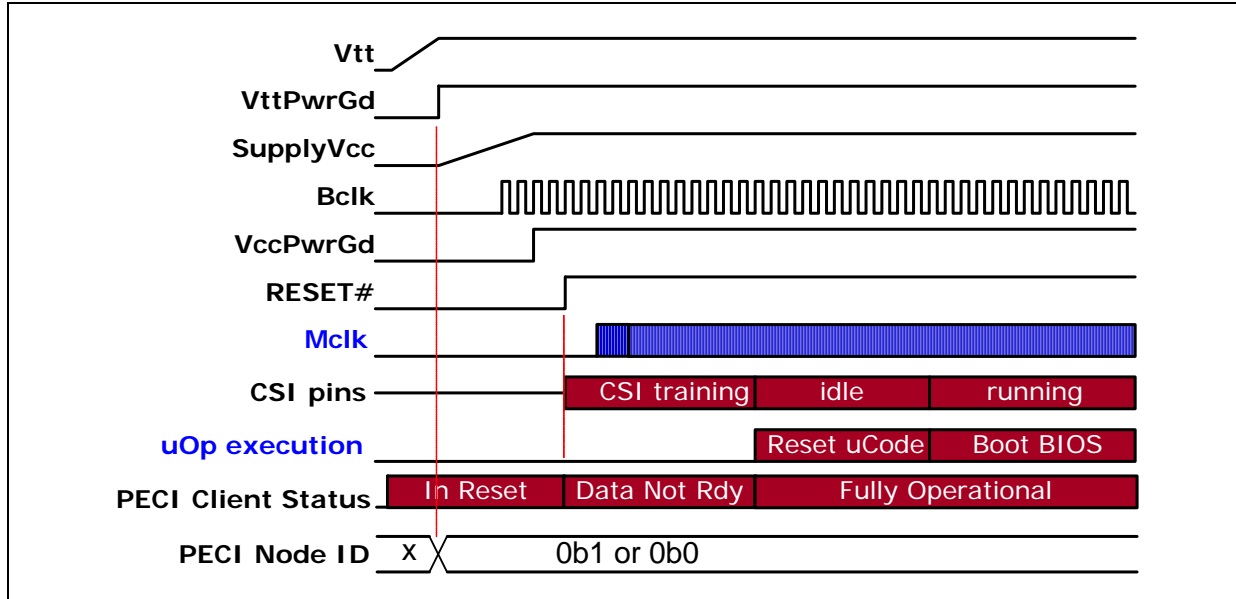 Vtt
VttPwrGd
SupplyVcc
Bclk
VccPwrGd
RESET#
Mclk
CSI pins CSI training idle running
uOp execution Reset uCode Boot BIOS
PECI Client Status In Reset Data Not Rdy Fully Operational
PECI Node ID x 0b1 or 0b0